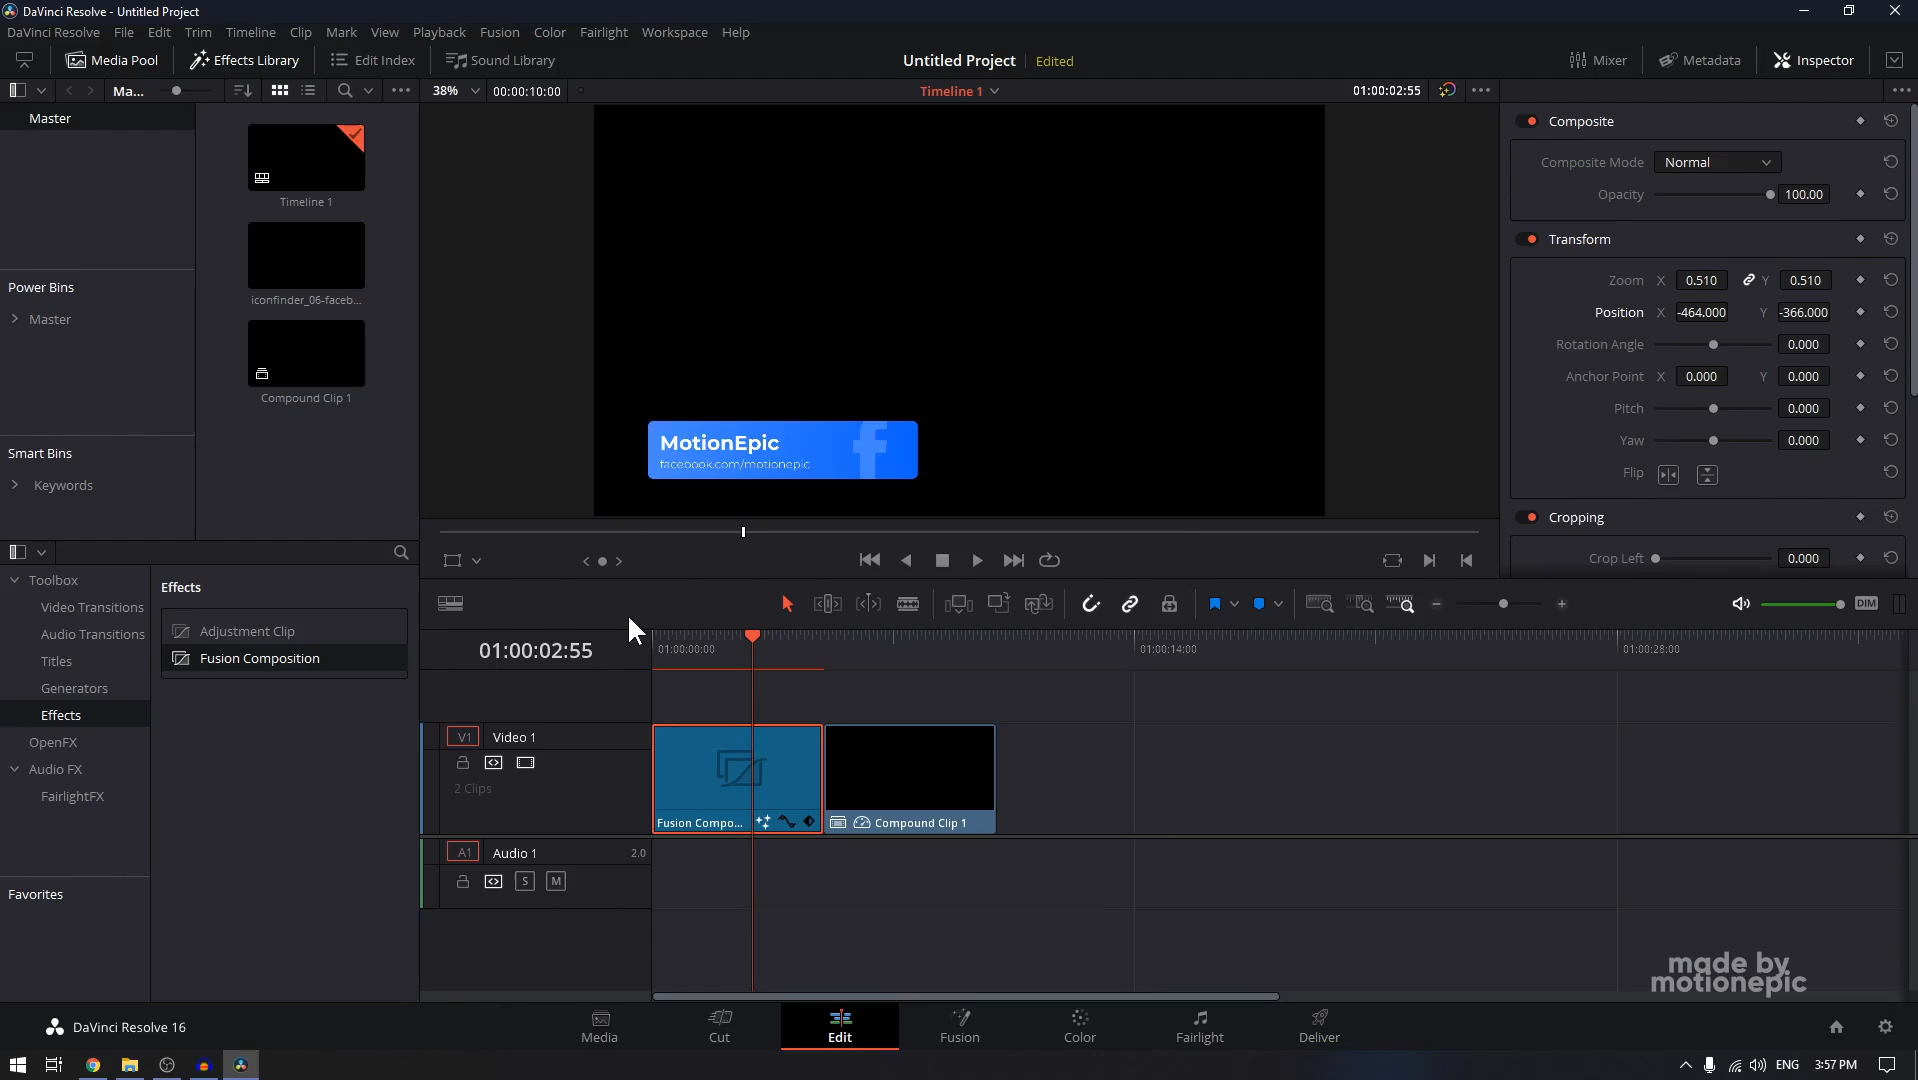 DaVinci Resolve - Untitled Project
DaVinci Resolve File Edit Trim Timeline Clip Mark View Playback Fusion Color Fairlight Workspace Help
Media Pool Effects Library Edit Index Sound Library Untitled Project Edited Mixer Metadata Inspector
Ma... 38% 00:00:10:00 Timeline 1 01:00:02:55
Master
Timeline 1
iconfinder_06-faceb...
Compound Clip 1
Power Bins
Master
Smart Bins
Keywords
MotionEpic
facebook.com/motionepic
Composite
Composite Mode Normal
Opacity 100.00
Transform
Zoom X 0.510 Y 0.510
Position X -464.000 Y -366.000
Rotation Angle 0.000
Anchor Point X 0.000 Y 0.000
Pitch 0.000
Yaw 0.000
Flip
Cropping
Crop Left 0.000
Toolbox
Video Transitions
Audio Transitions
Titles
Generators
Effects
OpenFX
Audio FX
FairlightFX
Favorites
Effects
Adjustment Clip
Fusion Composition
DIM
01:00:02:55
01:00:00:00 01:00:14:00 01:00:28:00
V1 Video 1
2 Clips
Fusion Compo... Compound Clip 1
A1 Audio 1 2.0
S M
made by
motionepic
DaVinci Resolve 16
Media Cut Edit Fusion Color Fairlight Deliver
ENG 3:57 PM